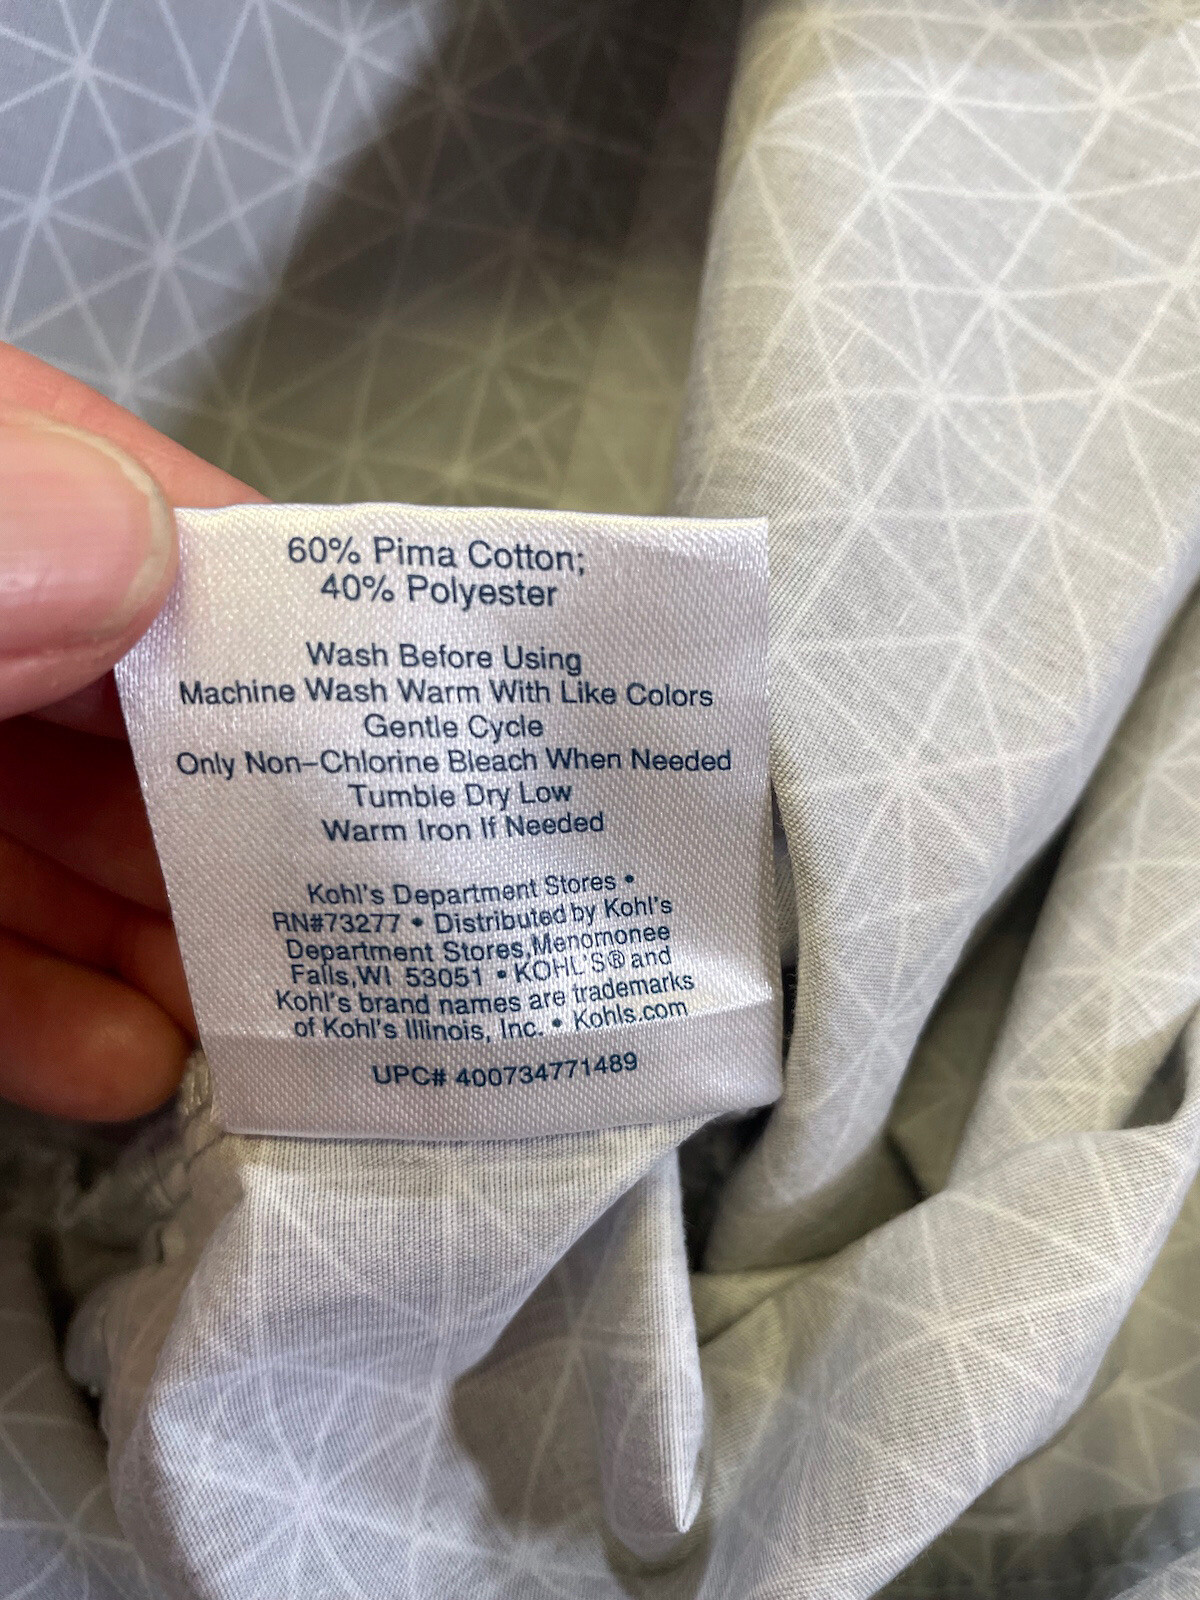 60% Pima Cotton;
40% Polyester
Wash Before Using
Machine Wash Warm With Like Colors
Gentle Cycle
Only Non-Chlorine Bleach When Needed
Tumble Dry Low
Warm Iron If Needed
Kohl's Department Stores •
RN#73277 • Distributed by Kohl's
Department Stores, Menomonee
Falls, WI 53051 • KOHL'S® and
Kohl's brand names are trademarks
of Kohl's Illinois, Inc. • Kohls.com
UPC# 400734771489